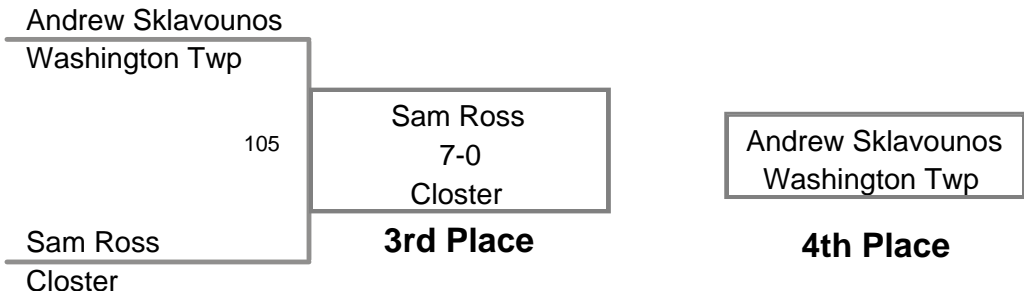 Andrew Sklavounos
Washington Twp
105
Sam Ross
Closter
Sam Ross
7-0
Closter
3rd Place
Andrew Sklavounos
Washington Twp
4th Place